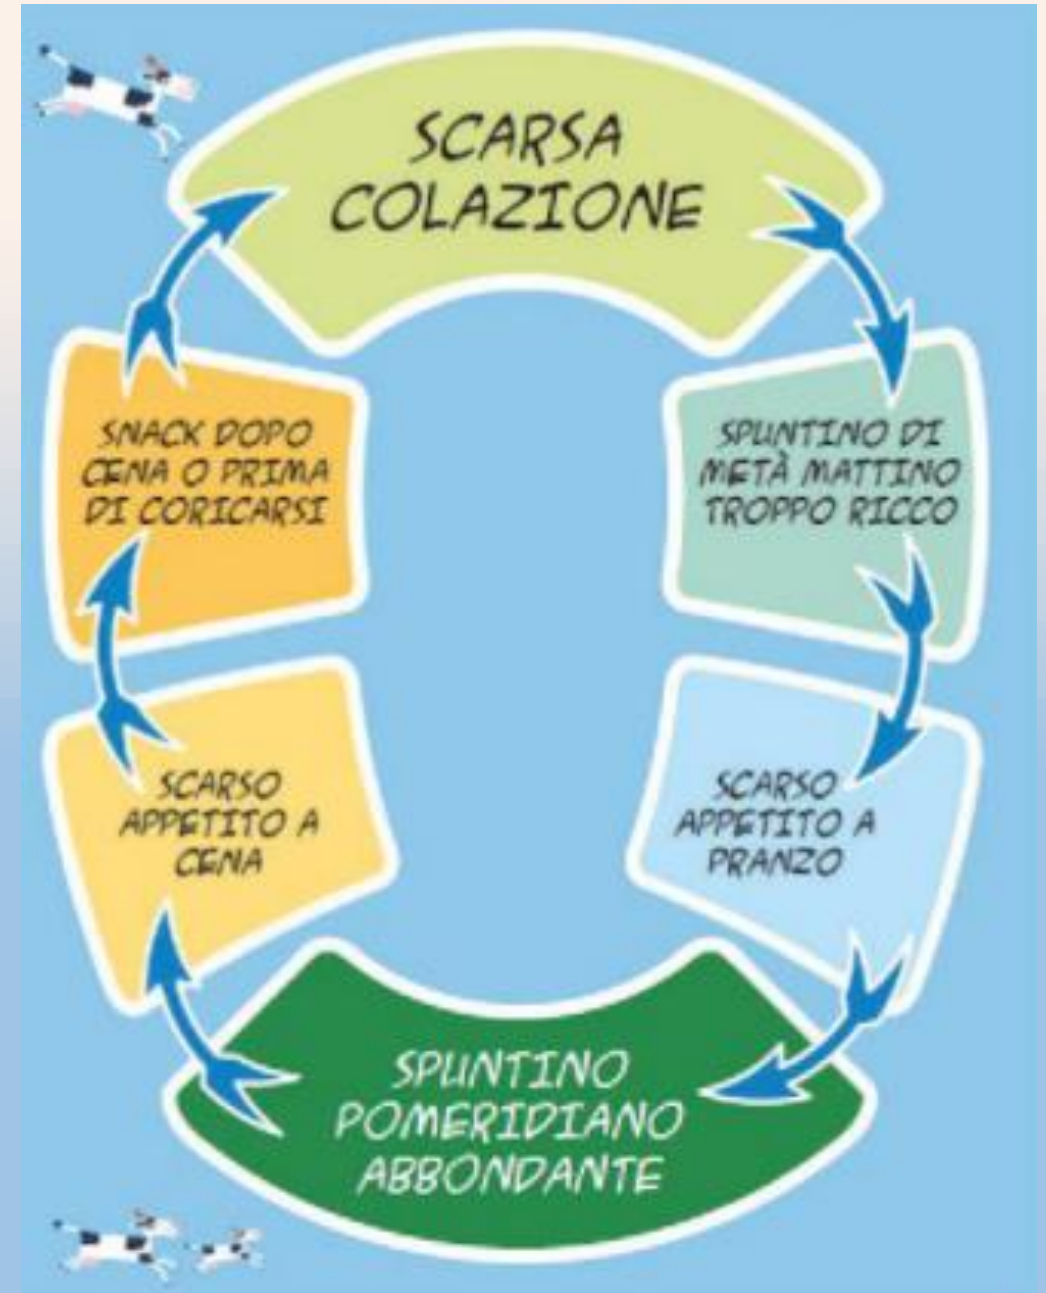 SCARSA
COLAZIONE
SPUNTINO DI
METÀ MATTINO
TROPPO RICCO
SCARSO
APPETITO A
PRANZO
SPUNTINO
POMERIDIANO
ABBONDANTE
SCARSO
APPETITO A
CENA
SNACK DOPO
CENA O PRIMA
DI CORICARSI